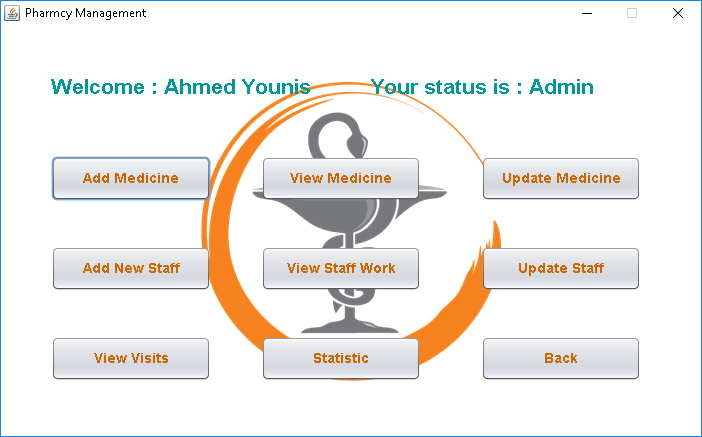 Pharmcy Management
Welcome : Ahmed Younis Your status is : Admin
Add Medicine View Medicine Update Medicine
Add New Staff View Staff Work Update Staff
View Visits Statistic Back